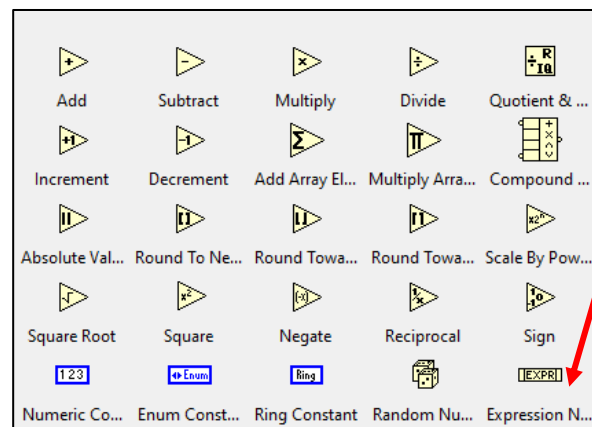 Add Subtract Multiply Divide Quotient & ...
Increment Decrement Add Array El... Multiply Arra... Compound ...
Absolute Val... Round To Ne... Round Towa... Round Towa... Scale By Pow...
Square Root Square Negate Reciprocal Sign
123 Enum Ring EXPR
Numeric Co... Enum Const... Ring Constant Random Nu... Expression N...